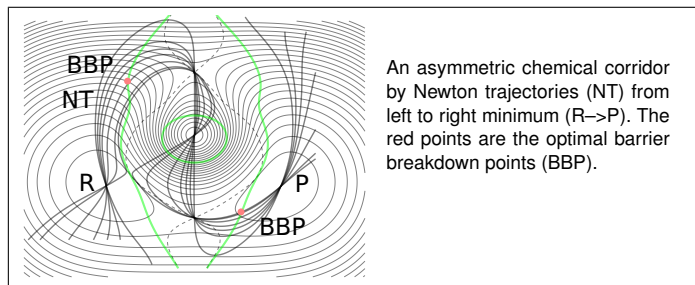 BBP
NT
R
P
BBP
An asymmetric chemical corridor
by Newton trajectories (NT) from
left to right minimum (R–>P). The
red points are the optimal barrier
breakdown points (BBP).